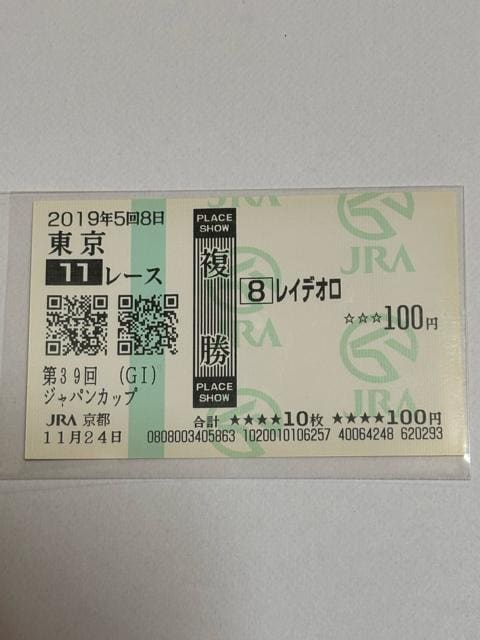 2019年5回8日
東京
11レース
第39回 (GI)
ジャパンカップ
JRA 京都
11月24日
PLACE
SHOW
複勝
PLACE
SHOW
8 レイデオロ
☆☆☆100円
合計 ★★★★10枚 ★★★★100円
0808003405863 1020010106257 40064248 620293
JRA
JRA